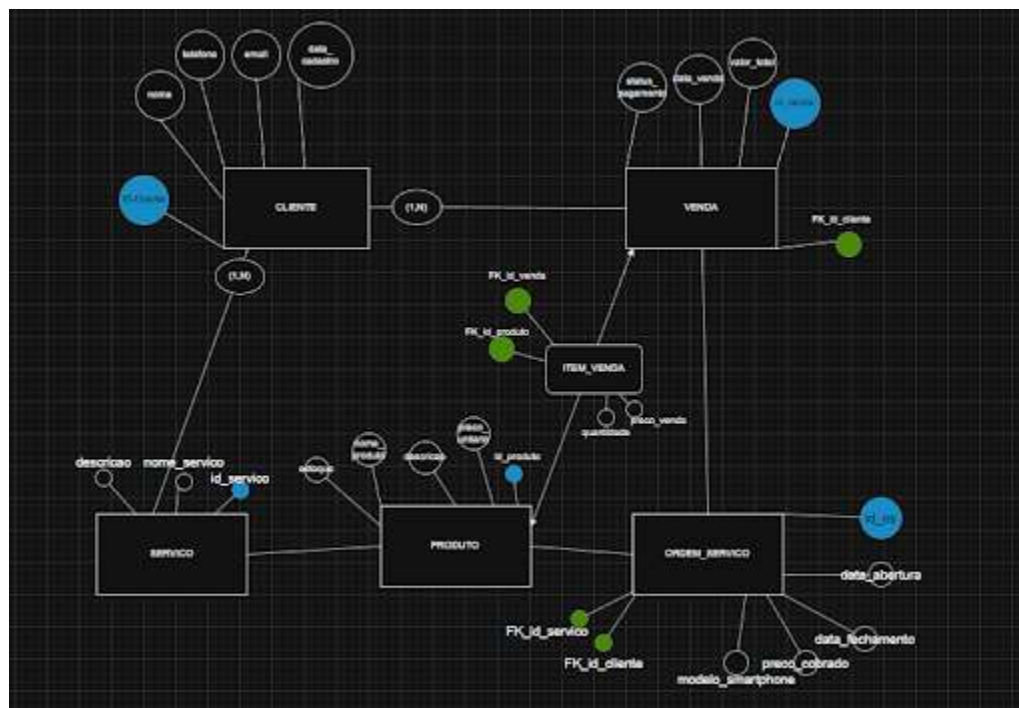 nome
telefone
email
data_
cadastro
status_
pagamento
data_venda
valor_total
id_venda
ID-Cliente
CLIENTE
(1,N)
VENDA
FK_id_cliente
(1,N)
FK_id_venda
FK_id_produto
ITEM_VENDA
quantidade
preco_venda
descricao
nome_servico
id_servico
estoque
nome_
produto
descricao
preco_
unitario
id_produto
SERVICO
PRODUTO
ORDEM_SERVICO
id_os
data_abertura
FK_id_servico
FK_id_cliente
modelo_smartphone
preco_cobrado
data_fechamento